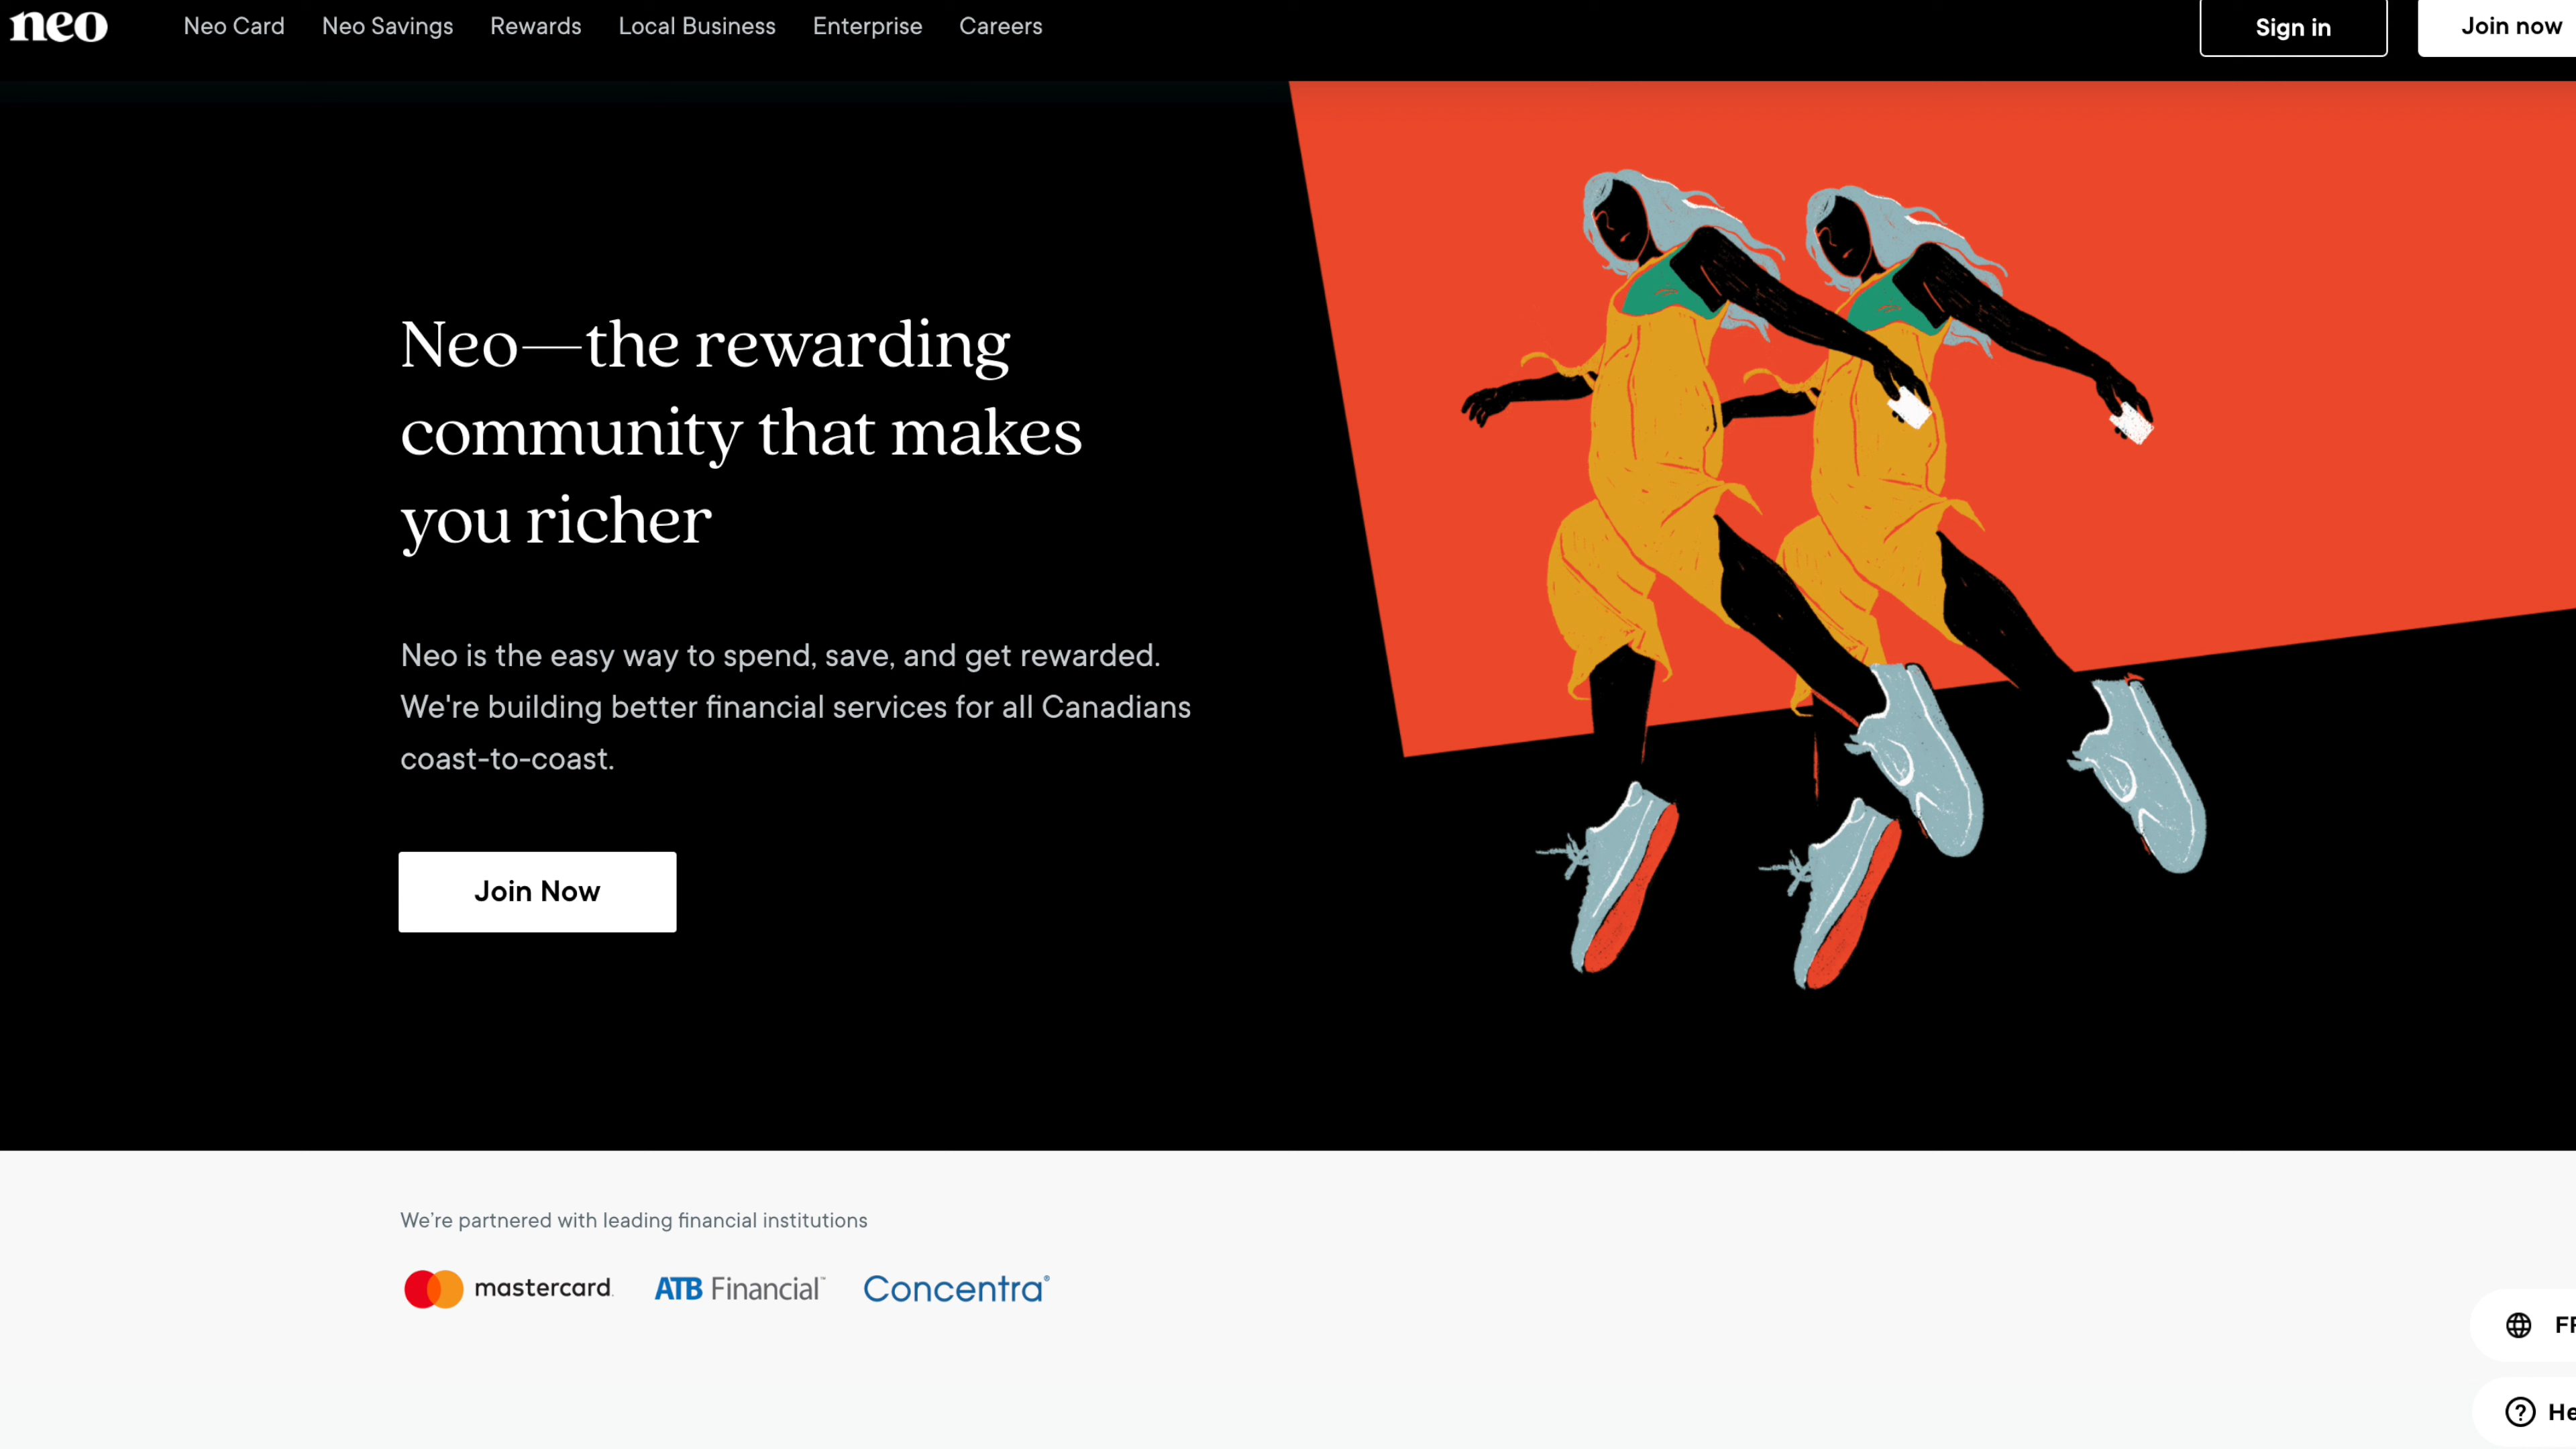 neo
Neo Card
Neo Savings
Rewards
Local Business
Enterprise
Careers
Sign in
Join now
Neo—the rewarding
community that makes
you richer
Neo is the easy way to spend, save, and get rewarded.
We're building better financial services for all Canadians
coast-to-coast.
Join Now
We're partnered with leading financial institutions
mastercard.
ATB Financial™
Concentra®